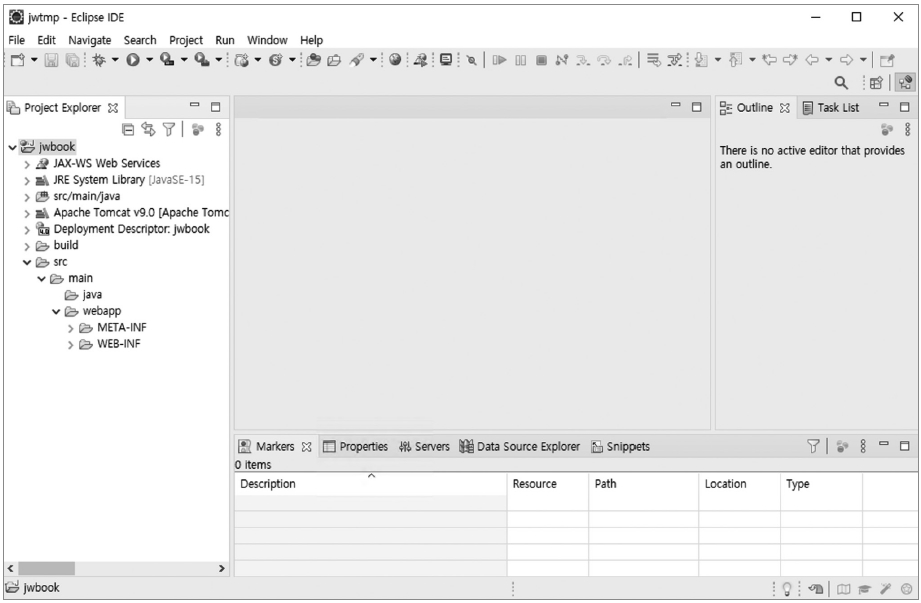 jwtmp - Eclipse IDE
File Edit Navigate Search Project Run Window Help
Project Explorer
jwbook
JAX-WS Web Services
JRE System Library [JavaSE-15]
src/main/java
Apache Tomcat v9.0 [Apache Tomc
Deployment Descriptor: jwbook
build
src
main
java
webapp
META-INF
WEB-INF
Outline Task List
There is no active editor that provides
an outline.
Markers Properties Servers Data Source Explorer Snippets
0 items
Description Resource Path Location Type
jwbook